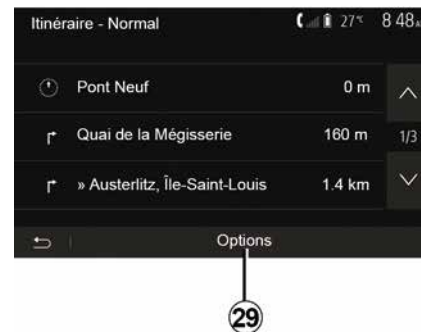 Itinéraire - Normal 27°C 8 48
Pont Neuf 0 m
Quai de la Mégisserie 160 m
1/3
» Austerlitz, Île-Saint-Louis 1.4 km
Options
29